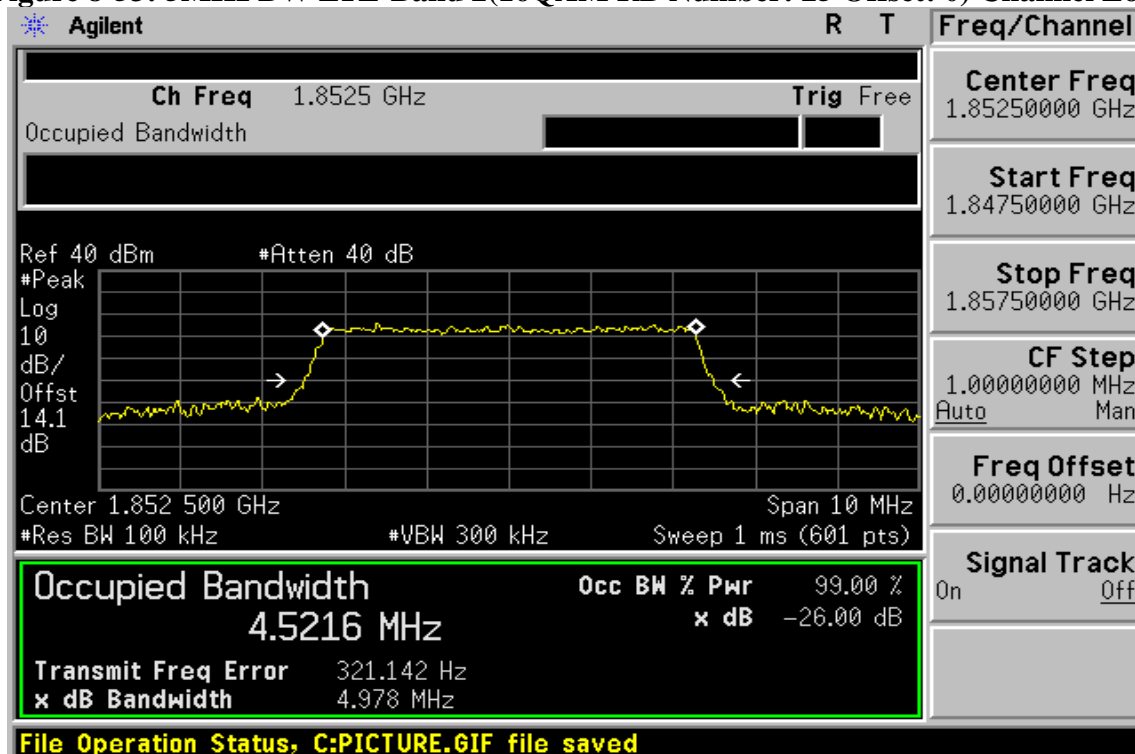 Agilent R T
Freq/Channel
Ch Freq 1.8525 GHz Trig Free
Occupied Bandwidth
Center Freq
1.85250000 GHz
Start Freq
1.84750000 GHz
Stop Freq
1.85750000 GHz
CF Step
1.00000000 MHz
Auto Man
Freq Offset
0.00000000 Hz
Signal Track
On Off
Ref 40 dBm #Atten 40 dB
#Peak
Log
10
dB/
Offst
14.1
dB
Center 1.852 500 GHz Span 10 MHz
#Res BW 100 kHz #VBW 300 kHz Sweep 1 ms (601 pts)
Occupied Bandwidth
4.5216 MHz
Occ BW % Pwr 99.00 %
x dB -26.00 dB
Transmit Freq Error 321.142 Hz
x dB Bandwidth 4.978 MHz
File Operation Status, C:PICTURE.GIF file saved